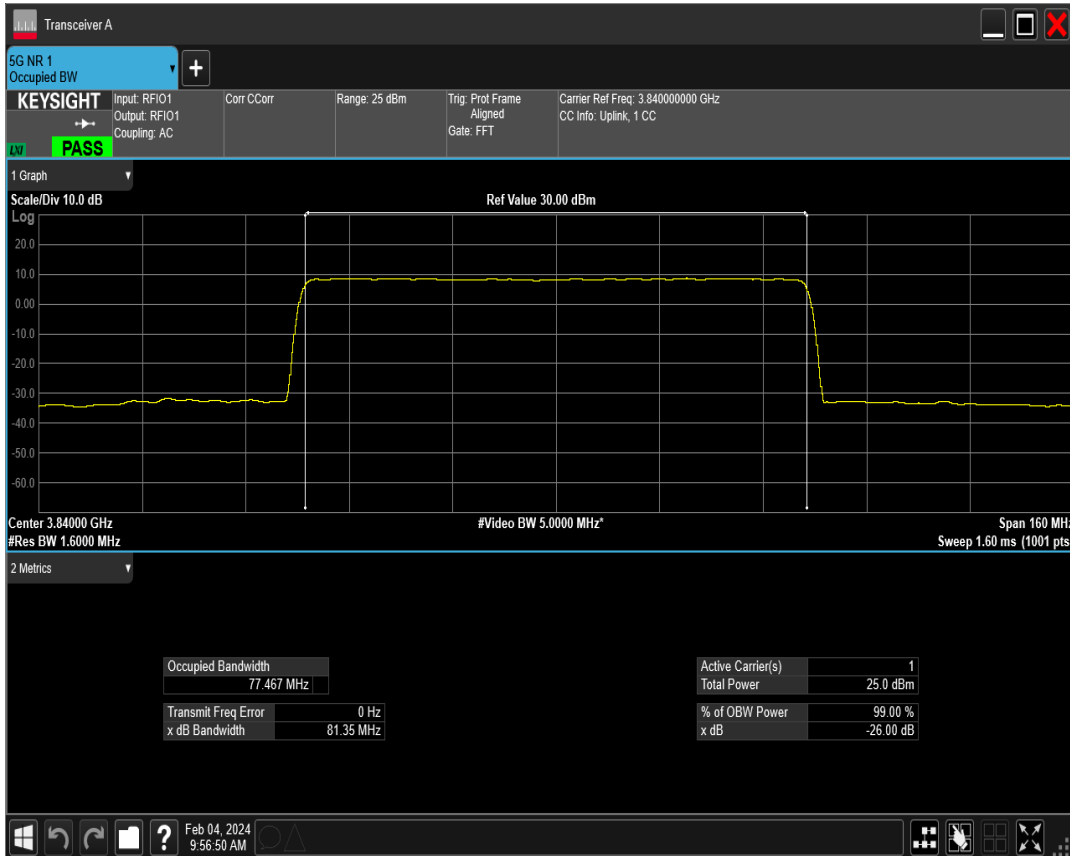 Transceiver A
5G NR 1
Occupied BW
+
KEYSIGHT
LXI
PASS
Input: RFIO1
Output: RFIO1
Coupling: AC
Corr CCorr
Range: 25 dBm
Trig: Prot Frame
Aligned
Gate: FFT
Carrier Ref Freq: 3.840000000 GHz
CC Info: Uplink, 1 CC
1 Graph
Scale/Div 10.0 dB
Ref Value 30.00 dBm
Log
20.0
10.0
0.00
-10.0
-20.0
-30.0
-40.0
-50.0
-60.0
Center 3.84000 GHz
#Video BW 5.0000 MHz*
Span 160 MHz
#Res BW 1.6000 MHz
Sweep 1.60 ms (1001 pts
2 Metrics
Occupied Bandwidth
77.467 MHz
Transmit Freq Error 0 Hz
x dB Bandwidth 81.35 MHz
Active Carrier(s) 1
Total Power 25.0 dBm
% of OBW Power 99.00 %
x dB -26.00 dB
?
Feb 04, 2024
9:56:50 AM